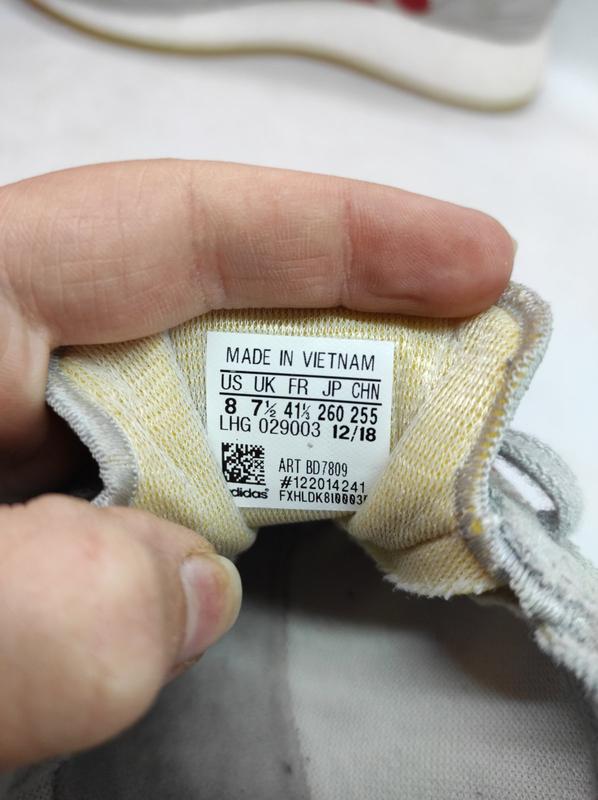 MADE IN VIETNAM
US UK FR JP CHN
8 7½ 41⅓ 260 255
LHG 029003 12/18
ART BD7809
#122014241
adidas